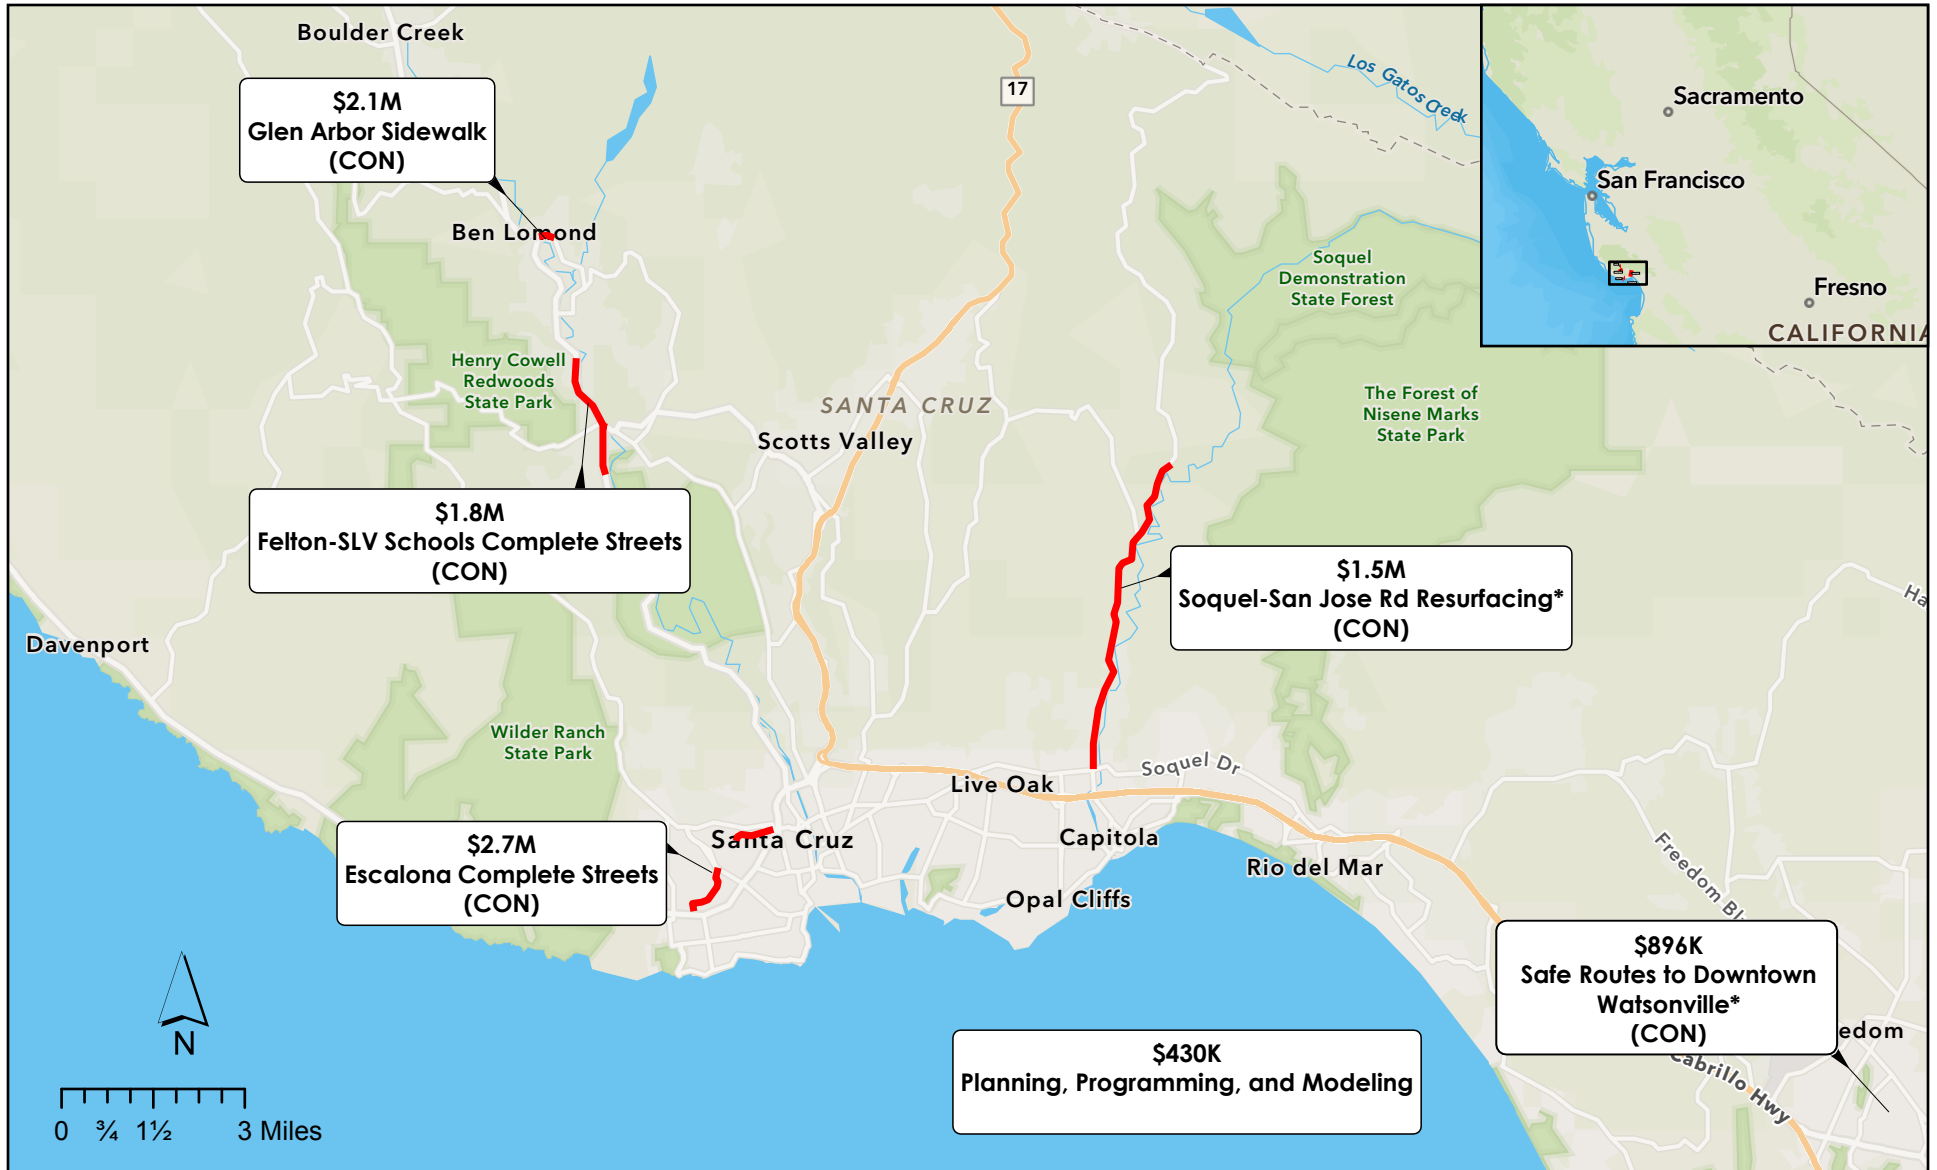 Boulder Creek
$2.1M
Glen Arbor Sidewalk
(CON)
17
Los Gatos Creek
Sacramento
San Francisco
Fresno
CALIFORNIA
Ben Lomond
Soquel
Demonstration
State Forest
Henry Cowell
Redwoods
State Park
SANTA CRUZ
Scotts Valley
The Forest of
Nisene Marks
State Park
$1.8M
Felton-SLV Schools Complete Streets
(CON)
$1.5M
Soquel-San Jose Rd Resurfacing*
(CON)
Ha
Davenport
Wilder Ranch
State Park
Soquel Dr
Live Oak
Santa Cruz
Capitola
Rio del Mar
$2.7M
Escalona Complete Streets
(CON)
Opal Cliffs
Freedom Bl
$896K
Safe Routes to Downtown
Watsonville*
(CON)
edom
Cabrillo Hwy
N
$430K
Planning, Programming, and Modeling
0 ¾ 1½ 3 Miles